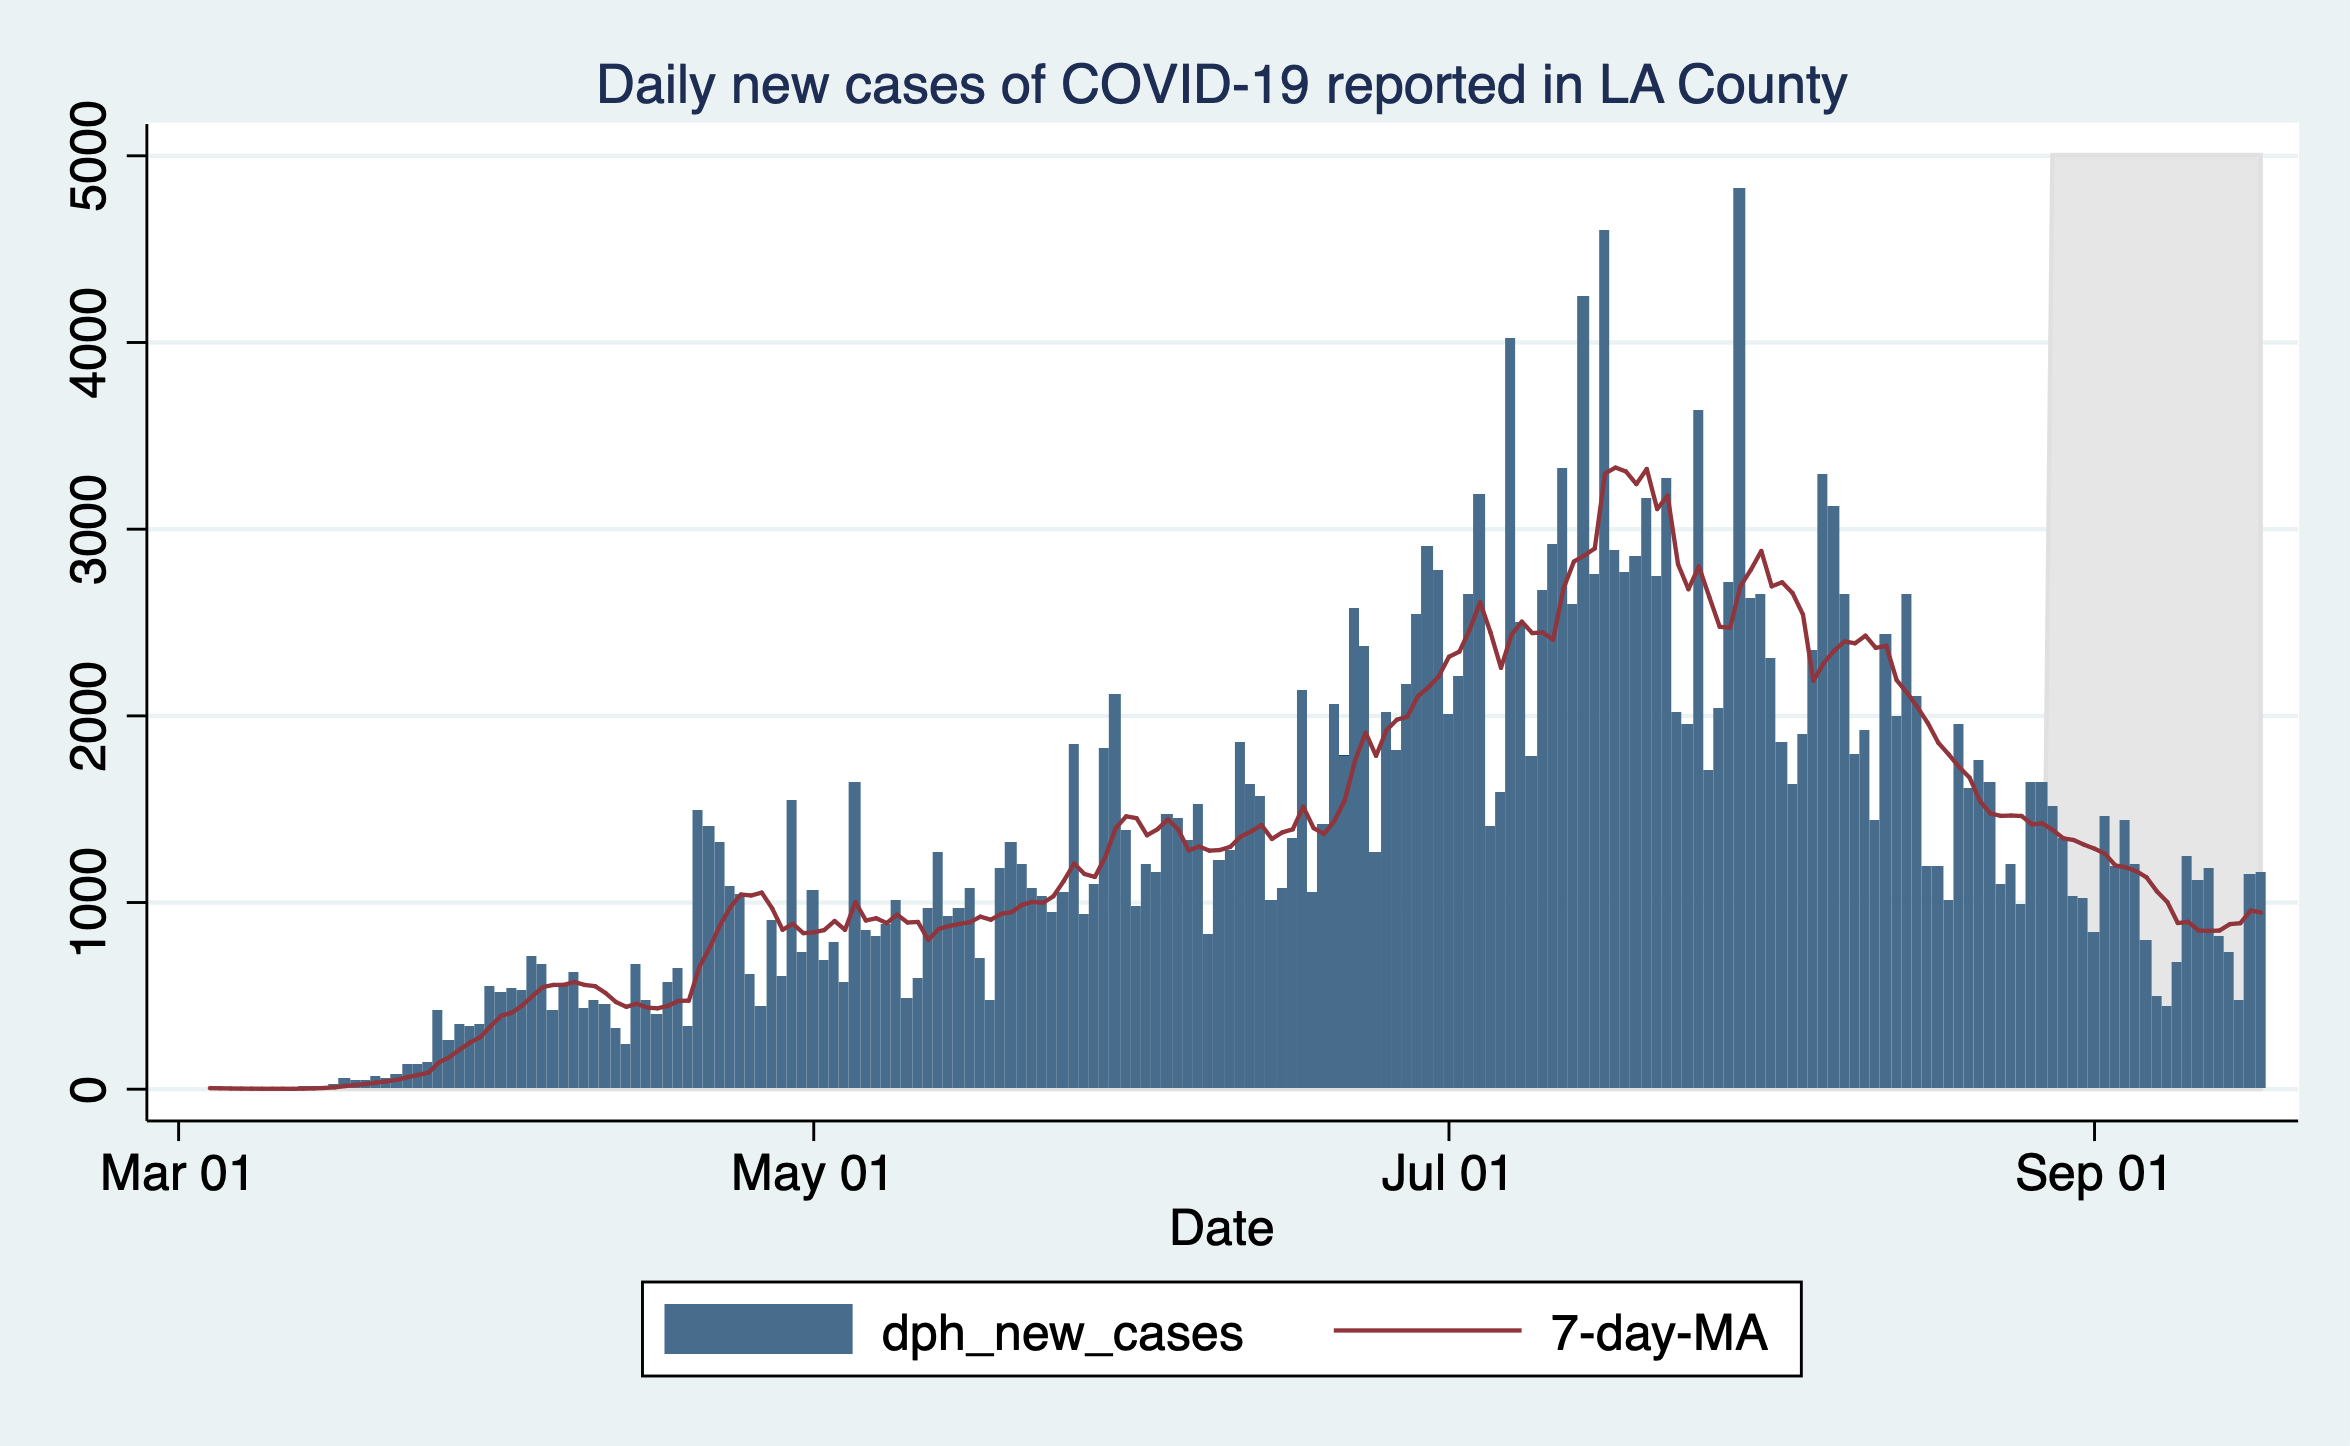 Daily new cases of COVID-19 reported in LA County
5000
4000
3000
2000
1000
0
Mar 01 May 01 Jul 01 Sep 01
Date
dph_new_cases 7-day-MA